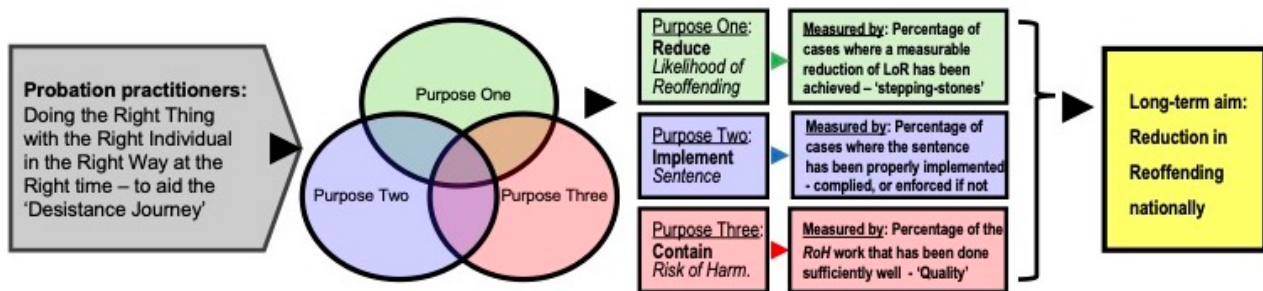 Probation practitioners:
Doing the Right Thing
with the Right Individual
in the Right Way at the
Right time – to aid the
‘Desistance Journey’
Purpose One
Purpose Two
Purpose Three
Purpose One:
Reduce
Likelihood of
Reoffending
Measured by: Percentage of
cases where a measurable
reduction of LoR has been
achieved – ‘stepping-stones’
Purpose Two:
Implement
Sentence
Measured by: Percentage of
cases where the sentence
has been properly implemented
- complied, or enforced if not
Purpose Three:
Contain
Risk of Harm.
Measured by: Percentage of the
RoH work that has been done
sufficiently well - ‘Quality’
Long-term aim:
Reduction in
Reoffending
nationally